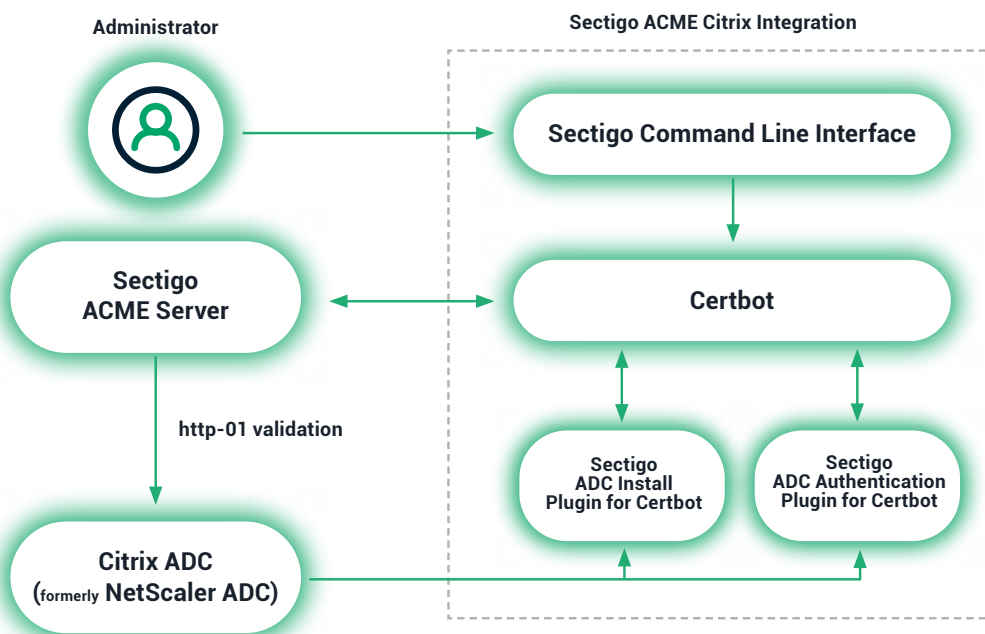 Administrator
Sectigo ACME Citrix Integration
Sectigo Command Line Interface
Sectigo
ACME Server
Certbot
http-01 validation
Sectigo
ADC Install
Plugin for Certbot
Sectigo
ADC Authentication
Plugin for Certbot
Citrix ADC
(formerly NetScaler ADC)